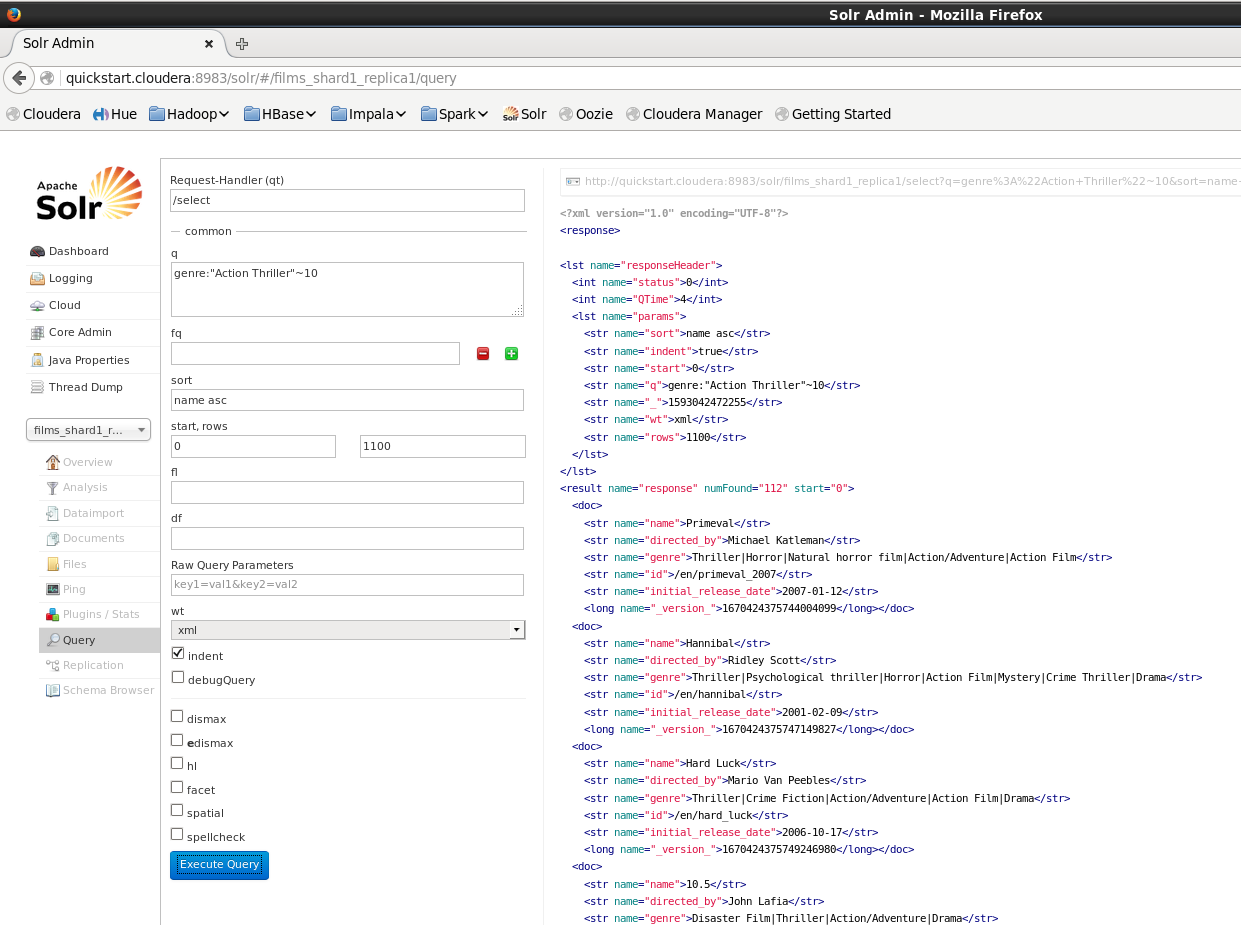 Solr Admin - Mozilla Firefox
Solr Admin
quickstart.cloudera:8983/solr/#/films_shard1_replica1/query
Cloudera Hue Hadoop HBase Impala Spark Solr Oozie Cloudera Manager Getting Started
Apache
Solr
Dashboard
Logging
Cloud
Core Admin
Java Properties
Thread Dump
films_shard1_r...
Overview
Analysis
Dataimport
Documents
Files
Ping
Plugins / Stats
Query
Replication
Schema Browser
Request-Handler (qt)
/select
common
q
genre:"Action Thriller"~10
fq
sort
name asc
start, rows
0 1100
fl
df
Raw Query Parameters
key1=val1&key2=val2
wt
xml
indent
debugQuery
dismax
edismax
hl
facet
spatial
spellcheck
Execute Query
http://quickstart.cloudera:8983/solr/films_shard1_replica1/select?q=genre%3A%22Action+Thriller%22~10&sort=name
<?xml version="1.0" encoding="UTF-8"?>
<response>
<lst name="responseHeader">
<int name="status">0</int>
<int name="QTime">4</int>
<lst name="params">
<str name="sort">name asc</str>
<str name="indent">true</str>
<str name="start">0</str>
<str name="q">genre:"Action Thriller"~10</str>
<str name="_">1593042472255</str>
<str name="wt">xml</str>
<str name="rows">1100</str>
</lst>
</lst>
<result name="response" numFound="112" start="0">
<doc>
<str name="name">Primeval</str>
<str name="directed_by">Michael Katleman</str>
<str name="genre">Thriller|Horror|Natural horror film|Action/Adventure|Action Film</str>
<str name="id">/en/primeval_2007</str>
<str name="initial_release_date">2007-01-12</str>
<long name="_version_">1670424375744004099</long></doc>
<doc>
<str name="name">Hannibal</str>
<str name="directed_by">Ridley Scott</str>
<str name="genre">Thriller|Psychological thriller|Horror|Action Film|Mystery|Crime Thriller|Drama</str>
<str name="id">/en/hannibal</str>
<str name="initial_release_date">2001-02-09</str>
<long name="_version_">1670424375747149827</long></doc>
<doc>
<str name="name">Hard Luck</str>
<str name="directed_by">Mario Van Peebles</str>
<str name="genre">Thriller|Crime Fiction|Action/Adventure|Action Film|Drama</str>
<str name="id">/en/hard_luck</str>
<str name="initial_release_date">2006-10-17</str>
<long name="_version_">1670424375749246980</long></doc>
<doc>
<str name="name">10.5</str>
<str name="directed_by">John Lafia</str>
<str name="genre">Disaster Film|Thriller|Action/Adventure|Drama</str>